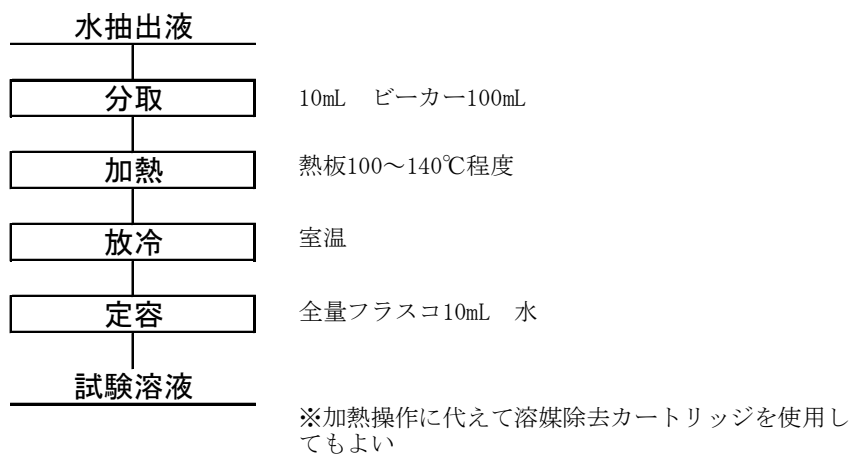 水抽出液
分取
10mL　ビーカー100mL
加熱
熱板100～140℃程度
放冷
室温
定容
全量フラスコ10mL　水
試験溶液
※加熱操作に代えて溶媒除去カートリッジを使用し
てもよい